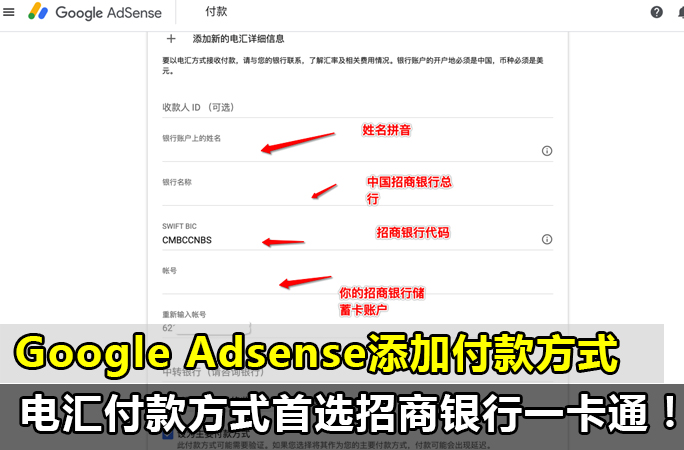 Google AdSense
付款
添加新的电汇详细信息
要以电汇方式接收付款，请与您的银行联系，了解汇率及相关费用情况。银行账户的开户地必须是中国，币种必须是美
元。
收款人 ID （可选）
银行账户上的姓名
姓名拼音
银行名称
中国招商银行总
行
SWIFT BIC
CMBCCNBS
招商银行代码
帐号
你的招商银行储
蓄卡账户
重新输入帐号
62
Google Adsense添加付款方式
中转银行（请咨询银行）
电汇付款方式首选招商银行一卡通！
设为主要付款方式
此付款方式可能需要验证。如果您选择将其作为您的主要付款方式，付款可能会出现延迟。